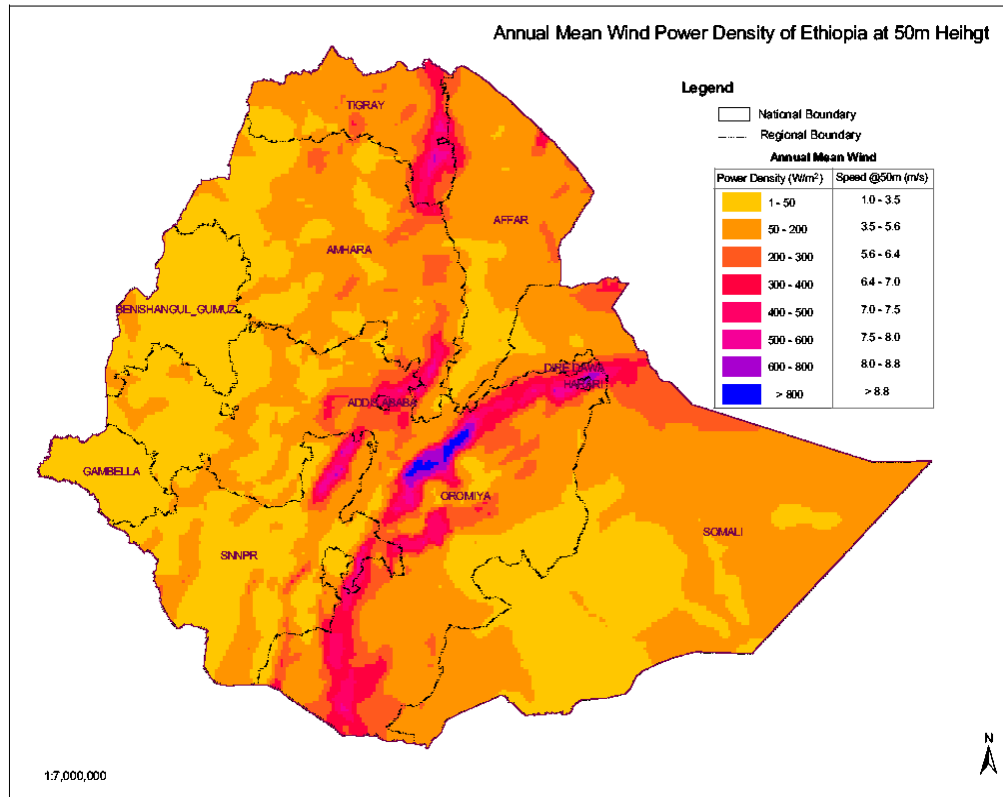 Annual Mean Wind Power Density of Ethiopia at 50m Heihgt
Legend
National Boundary
Regional Boundary
Annual Mean Wind
Power Density (W/m²) Speed @50m (m/s)
1 - 50 1.0 - 3.5
50 - 200 3.5 - 5.6
200 - 300 5.6 - 6.4
300 - 400 6.4 - 7.0
400 - 500 7.0 - 7.5
500 - 600 7.5 - 8.0
600 - 800 8.0 - 8.8
> 800 > 8.8
TIGRAY
AFFAR
AMHARA
BENISHANGUL_GUMUZ
DIRE DAWA
HARARI
ADDIS ABABA
GAMBELLA
OROMIYA
SOMALI
SNNPR
N
1:7,000,000